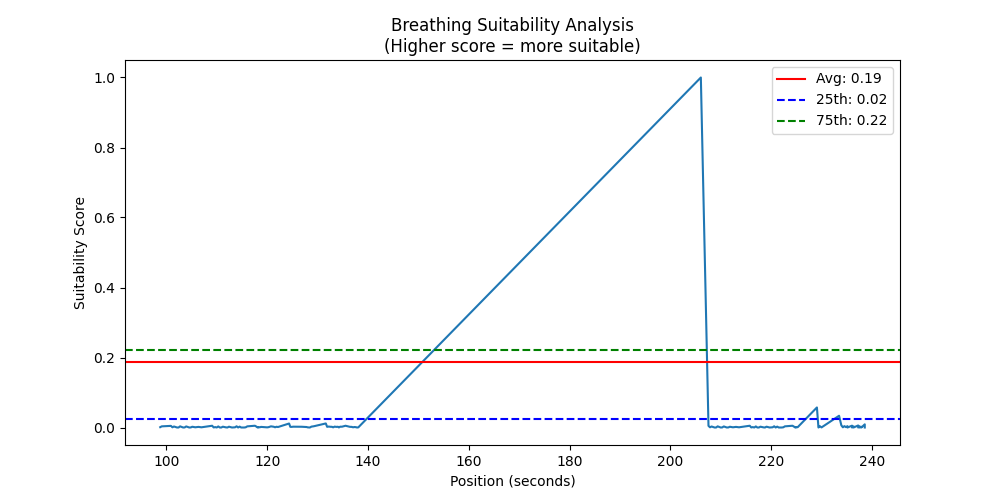 Breathing Suitability Analysis
(Higher score = more suitable)
Avg: 0.19
25th: 0.02
75th: 0.22
Suitability Score
1.0
0.8
0.6
0.4
0.2
0.0
100 120 140 160 180 200 220 240
Position (seconds)